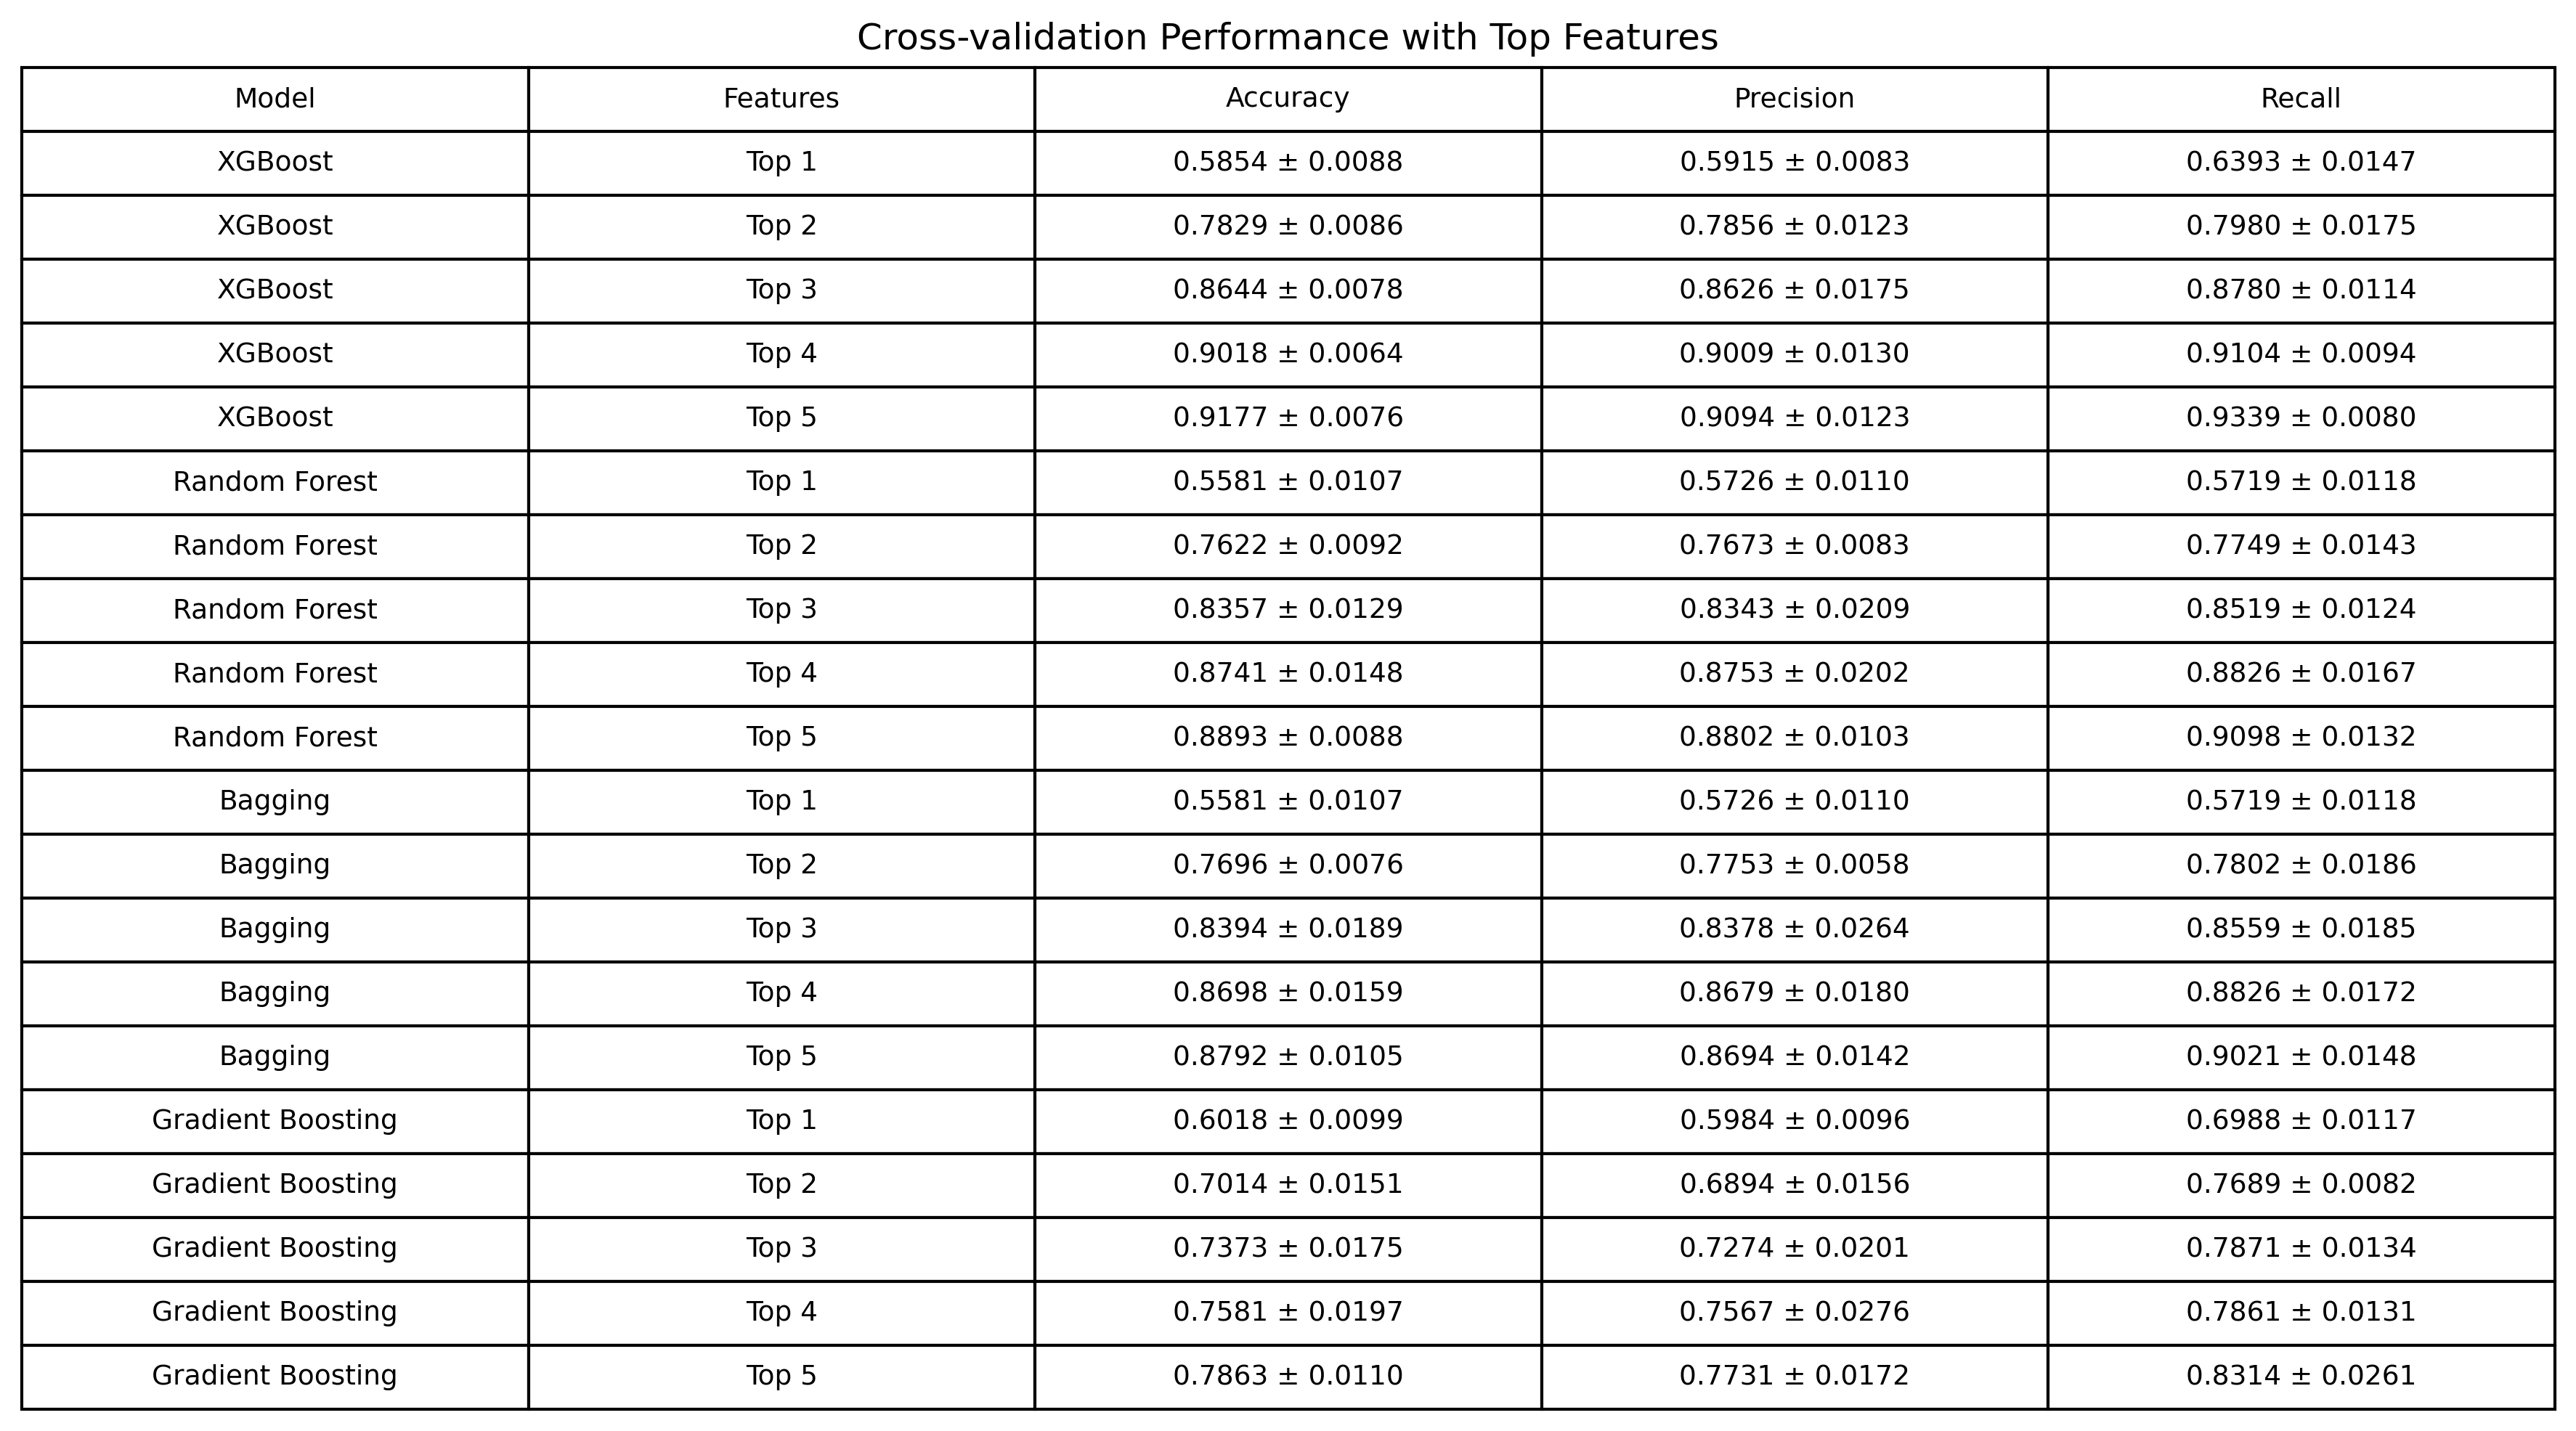 Cross-validation Performance with Top Features
Model Features Accuracy Precision Recall
XGBoost Top 1 0.5854 ± 0.0088 0.5915 ± 0.0083 0.6393 ± 0.0147
XGBoost Top 2 0.7829 ± 0.0086 0.7856 ± 0.0123 0.7980 ± 0.0175
XGBoost Top 3 0.8644 ± 0.0078 0.8626 ± 0.0175 0.8780 ± 0.0114
XGBoost Top 4 0.9018 ± 0.0064 0.9009 ± 0.0130 0.9104 ± 0.0094
XGBoost Top 5 0.9177 ± 0.0076 0.9094 ± 0.0123 0.9339 ± 0.0080
Random Forest Top 1 0.5581 ± 0.0107 0.5726 ± 0.0110 0.5719 ± 0.0118
Random Forest Top 2 0.7622 ± 0.0092 0.7673 ± 0.0083 0.7749 ± 0.0143
Random Forest Top 3 0.8357 ± 0.0129 0.8343 ± 0.0209 0.8519 ± 0.0124
Random Forest Top 4 0.8741 ± 0.0148 0.8753 ± 0.0202 0.8826 ± 0.0167
Random Forest Top 5 0.8893 ± 0.0088 0.8802 ± 0.0103 0.9098 ± 0.0132
Bagging Top 1 0.5581 ± 0.0107 0.5726 ± 0.0110 0.5719 ± 0.0118
Bagging Top 2 0.7696 ± 0.0076 0.7753 ± 0.0058 0.7802 ± 0.0186
Bagging Top 3 0.8394 ± 0.0189 0.8378 ± 0.0264 0.8559 ± 0.0185
Bagging Top 4 0.8698 ± 0.0159 0.8679 ± 0.0180 0.8826 ± 0.0172
Bagging Top 5 0.8792 ± 0.0105 0.8694 ± 0.0142 0.9021 ± 0.0148
Gradient Boosting Top 1 0.6018 ± 0.0099 0.5984 ± 0.0096 0.6988 ± 0.0117
Gradient Boosting Top 2 0.7014 ± 0.0151 0.6894 ± 0.0156 0.7689 ± 0.0082
Gradient Boosting Top 3 0.7373 ± 0.0175 0.7274 ± 0.0201 0.7871 ± 0.0134
Gradient Boosting Top 4 0.7581 ± 0.0197 0.7567 ± 0.0276 0.7861 ± 0.0131
Gradient Boosting Top 5 0.7863 ± 0.0110 0.7731 ± 0.0172 0.8314 ± 0.0261